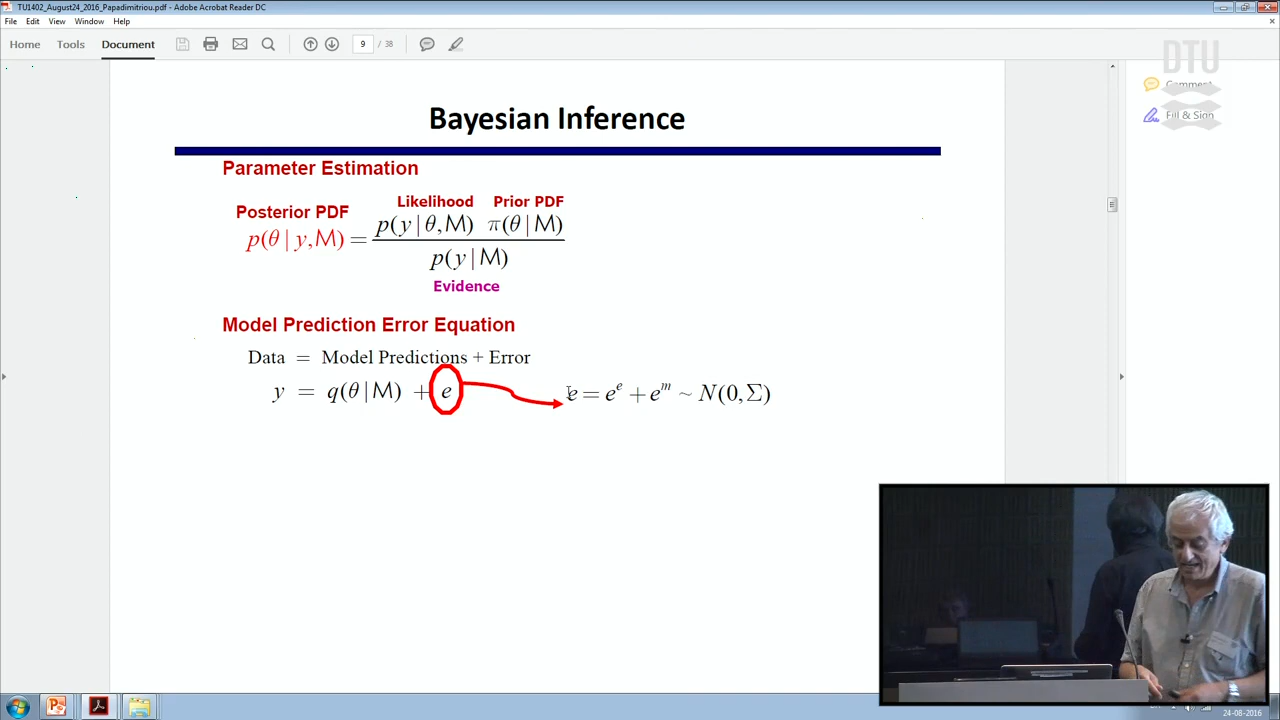 TU1402_August24_2016_Papadimitriou.pdf - Adobe Acrobat Reader DC
File Edit View Window Help
Home Tools Document 9 / 38
DTU
Comment
Fill & Sign
Bayesian Inference
Parameter Estimation
Likelihood Prior PDF
Posterior PDF
p(θ | y, M) = p(y | θ, M) π(θ | M)
p(y | M)
Evidence
Model Prediction Error Equation
Data = Model Predictions + Error
y = q(θ | M) + e
e = e^e + e^m ~ N(0, Σ)
24-08-2016